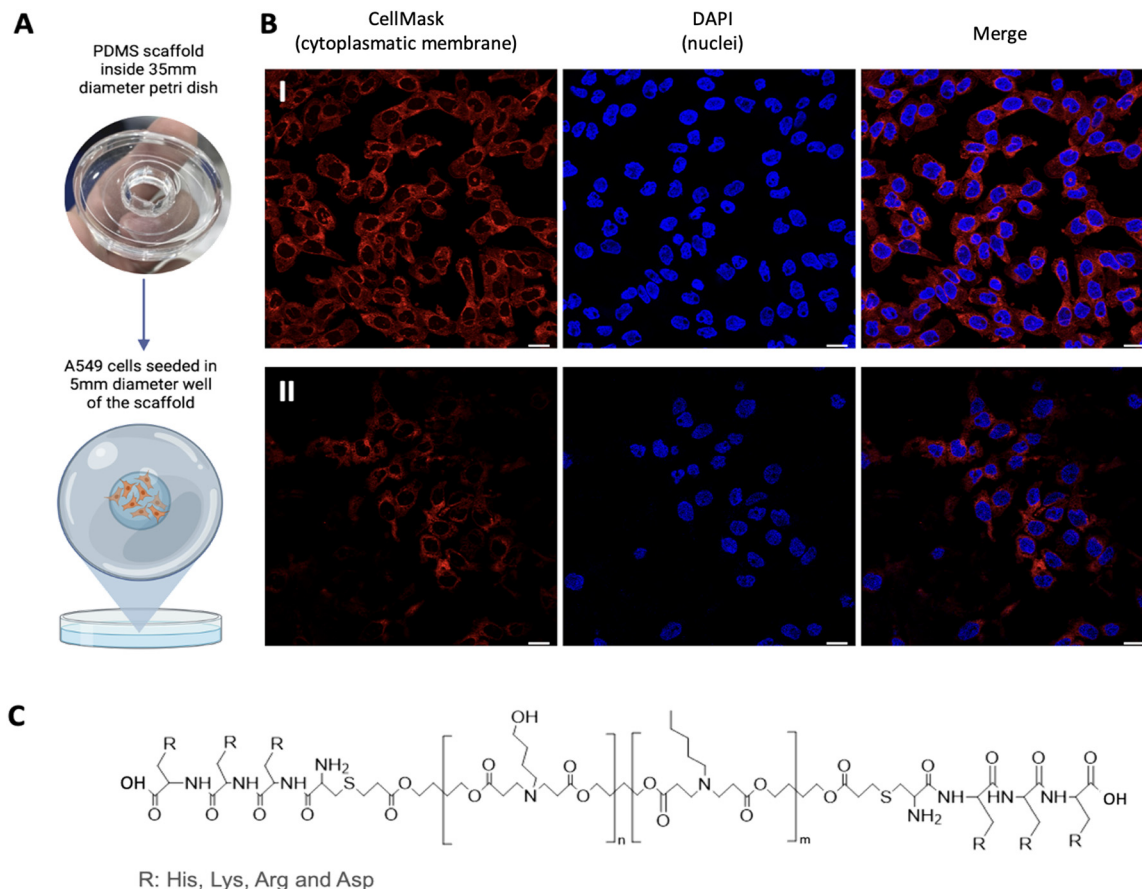 A
PDMS scaffold
inside 35mm
diameter petri dish
A549 cells seeded in
5mm diameter well
of the scaffold
B
CellMask
(cytoplasmatic membrane)
DAPI
(nuclei)
Merge
I
II
C
OH
R
R
R
NH₂
OH
NH
NH
NH
S
O
O
O
O
O
O
O
N
O
O
n
O
O
N
O
O
m
O
O
S
NH₂
O
NH
O
H
N
O
NH
O
OH
R
R
R
R: His, Lys, Arg and Asp